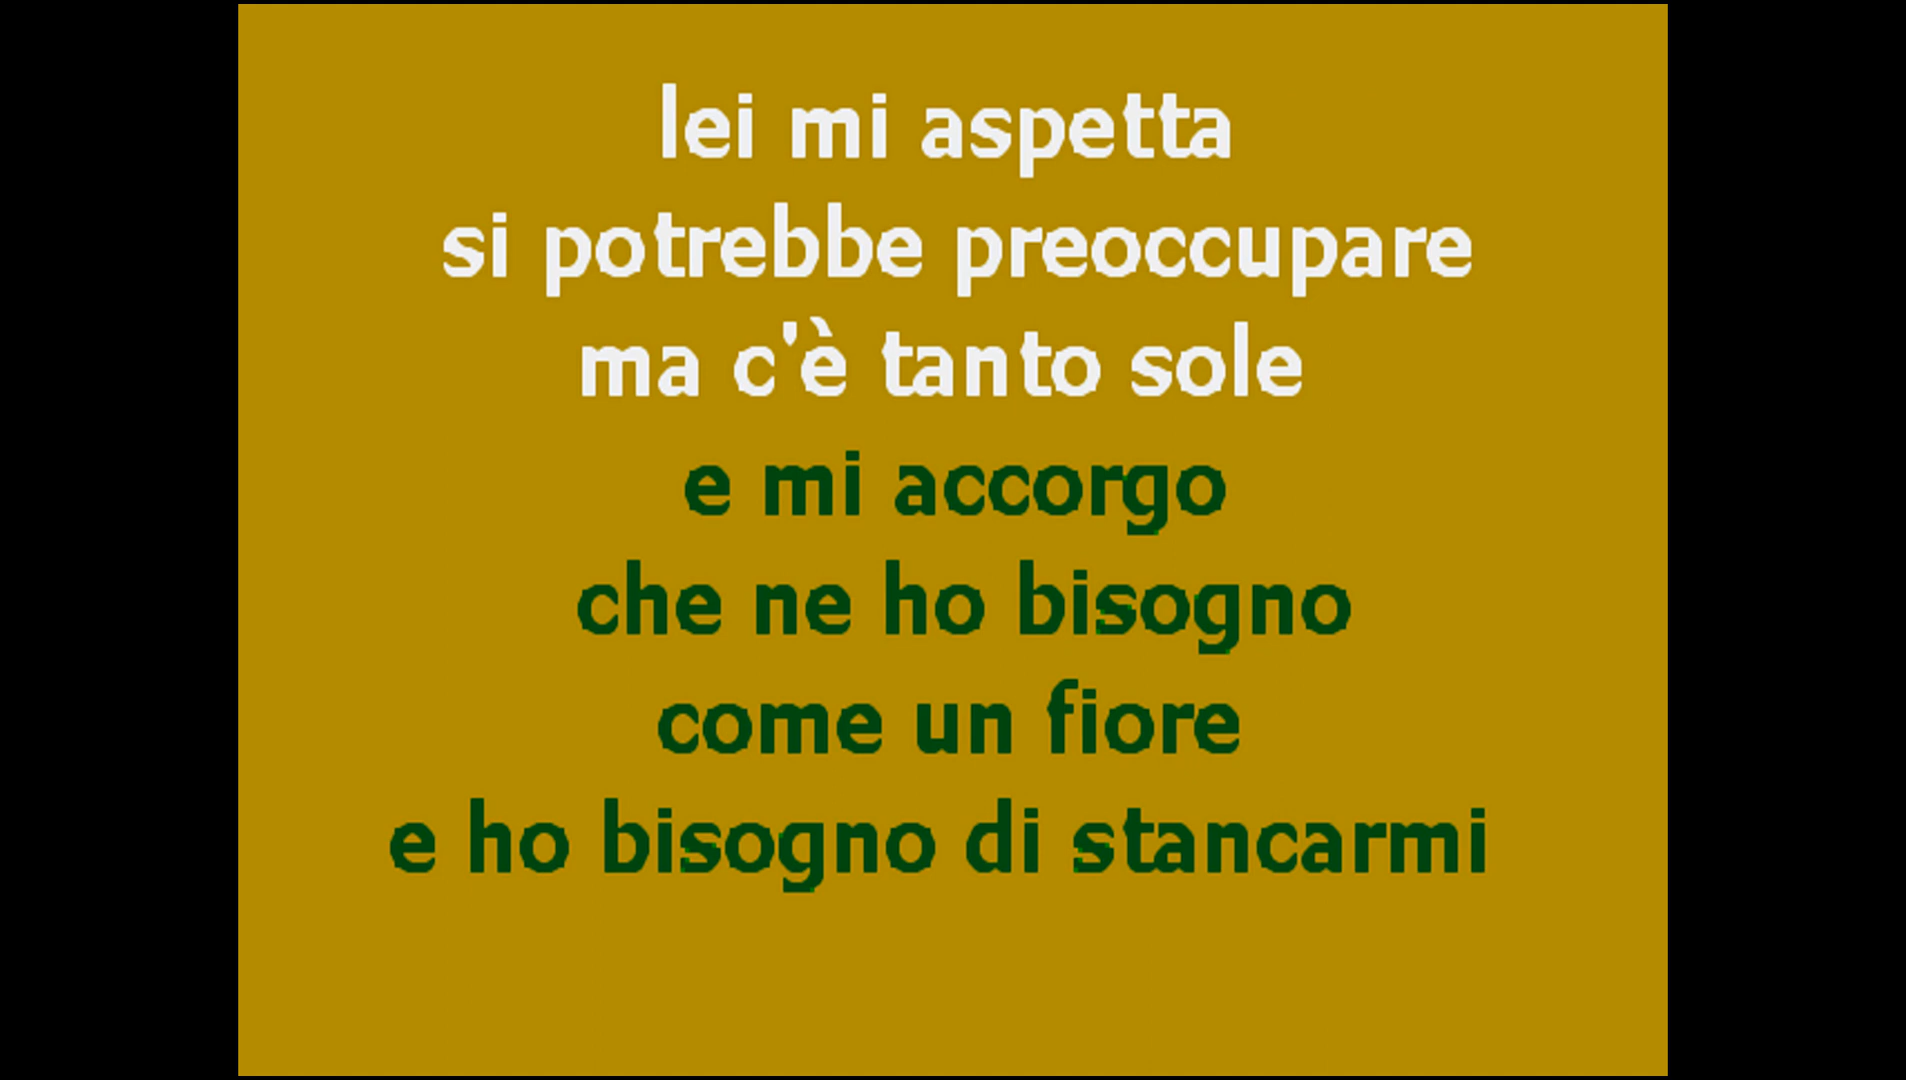 lei mi aspetta
si potrebbe preoccupare
ma c'è tanto sole
e mi accorgo
che ne ho bisogno
come un fiore
e ho bisogno di stancarmi